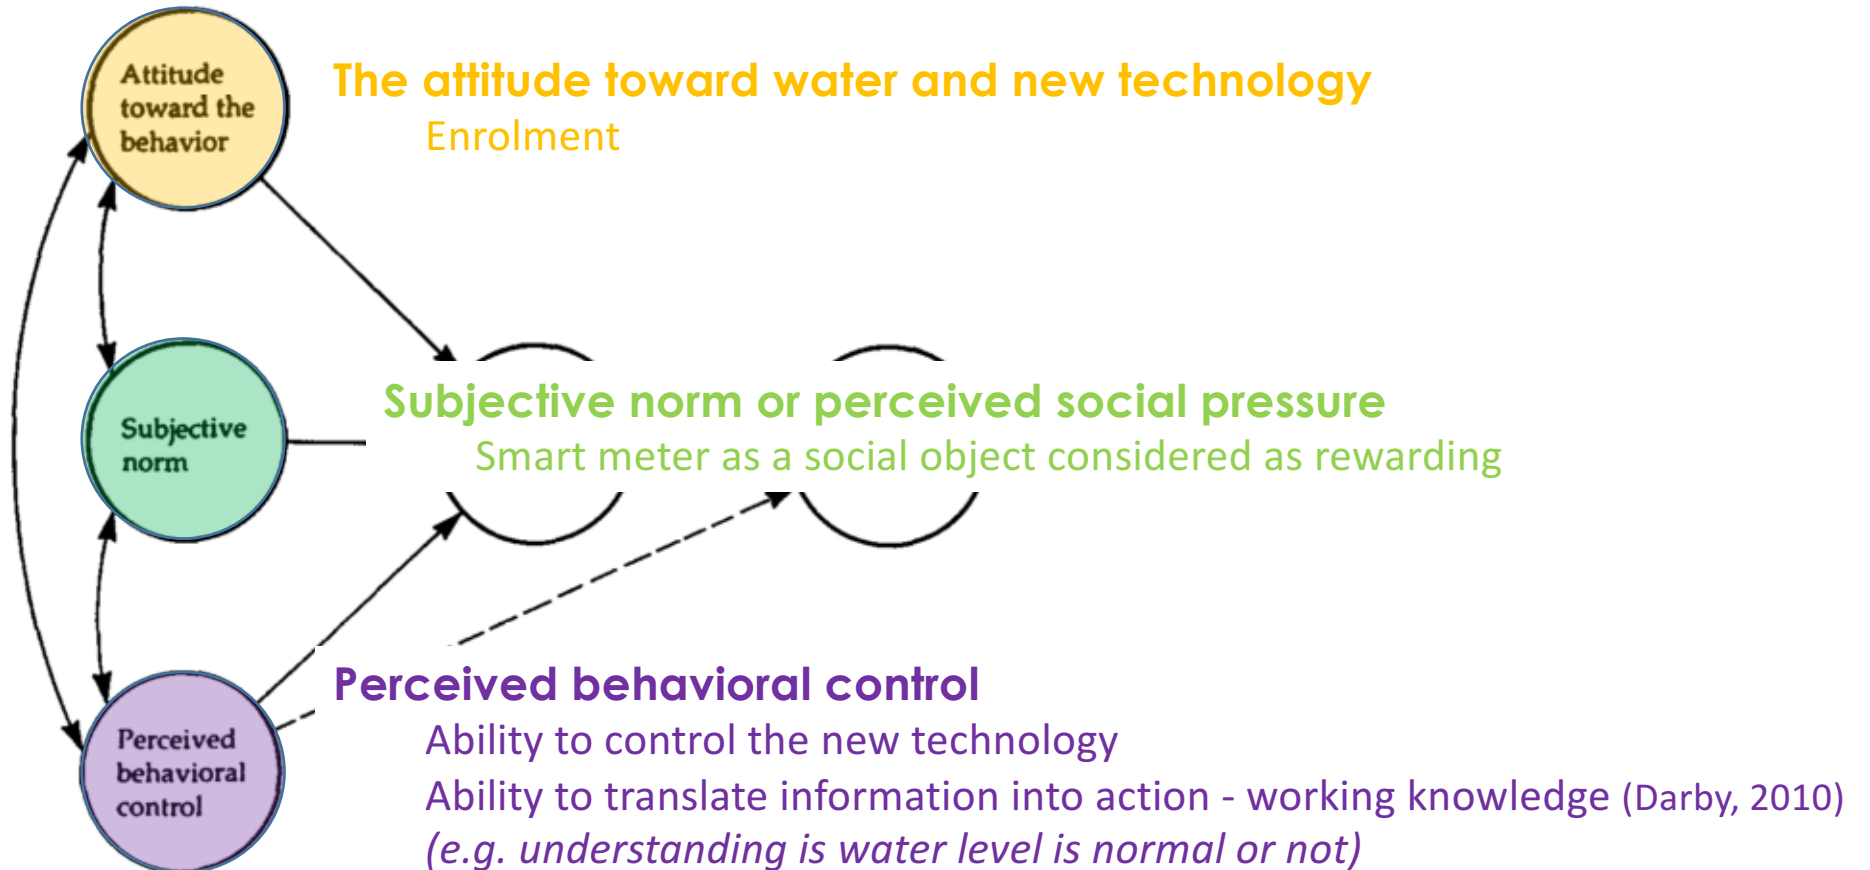 Attitude
toward the
behavior
The attitude toward water and new technology
Enrolment
Subjective
norm
Subjective norm or perceived social pressure
Smart meter as a social object considered as rewarding
Perceived
behavioral
control
Perceived behavioral control
Ability to control the new technology
Ability to translate information into action - working knowledge (Darby, 2010)
(e.g. understanding is water level is normal or not)